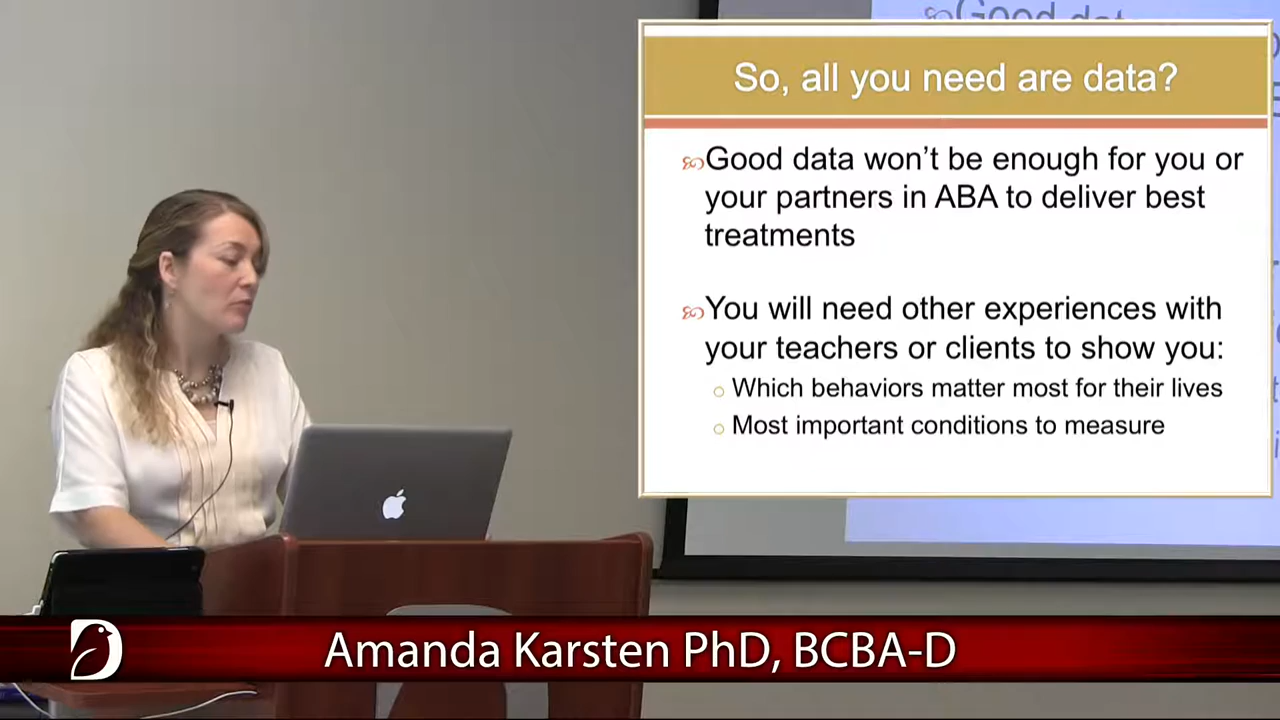 Good data
So, all you need are data?
Good data won't be enough for you or
your partners in ABA to deliver best
treatments
You will need other experiences with
your teachers or clients to show you:
Which behaviors matter most for their lives
Most important conditions to measure
D
Amanda Karsten PhD, BCBA-D